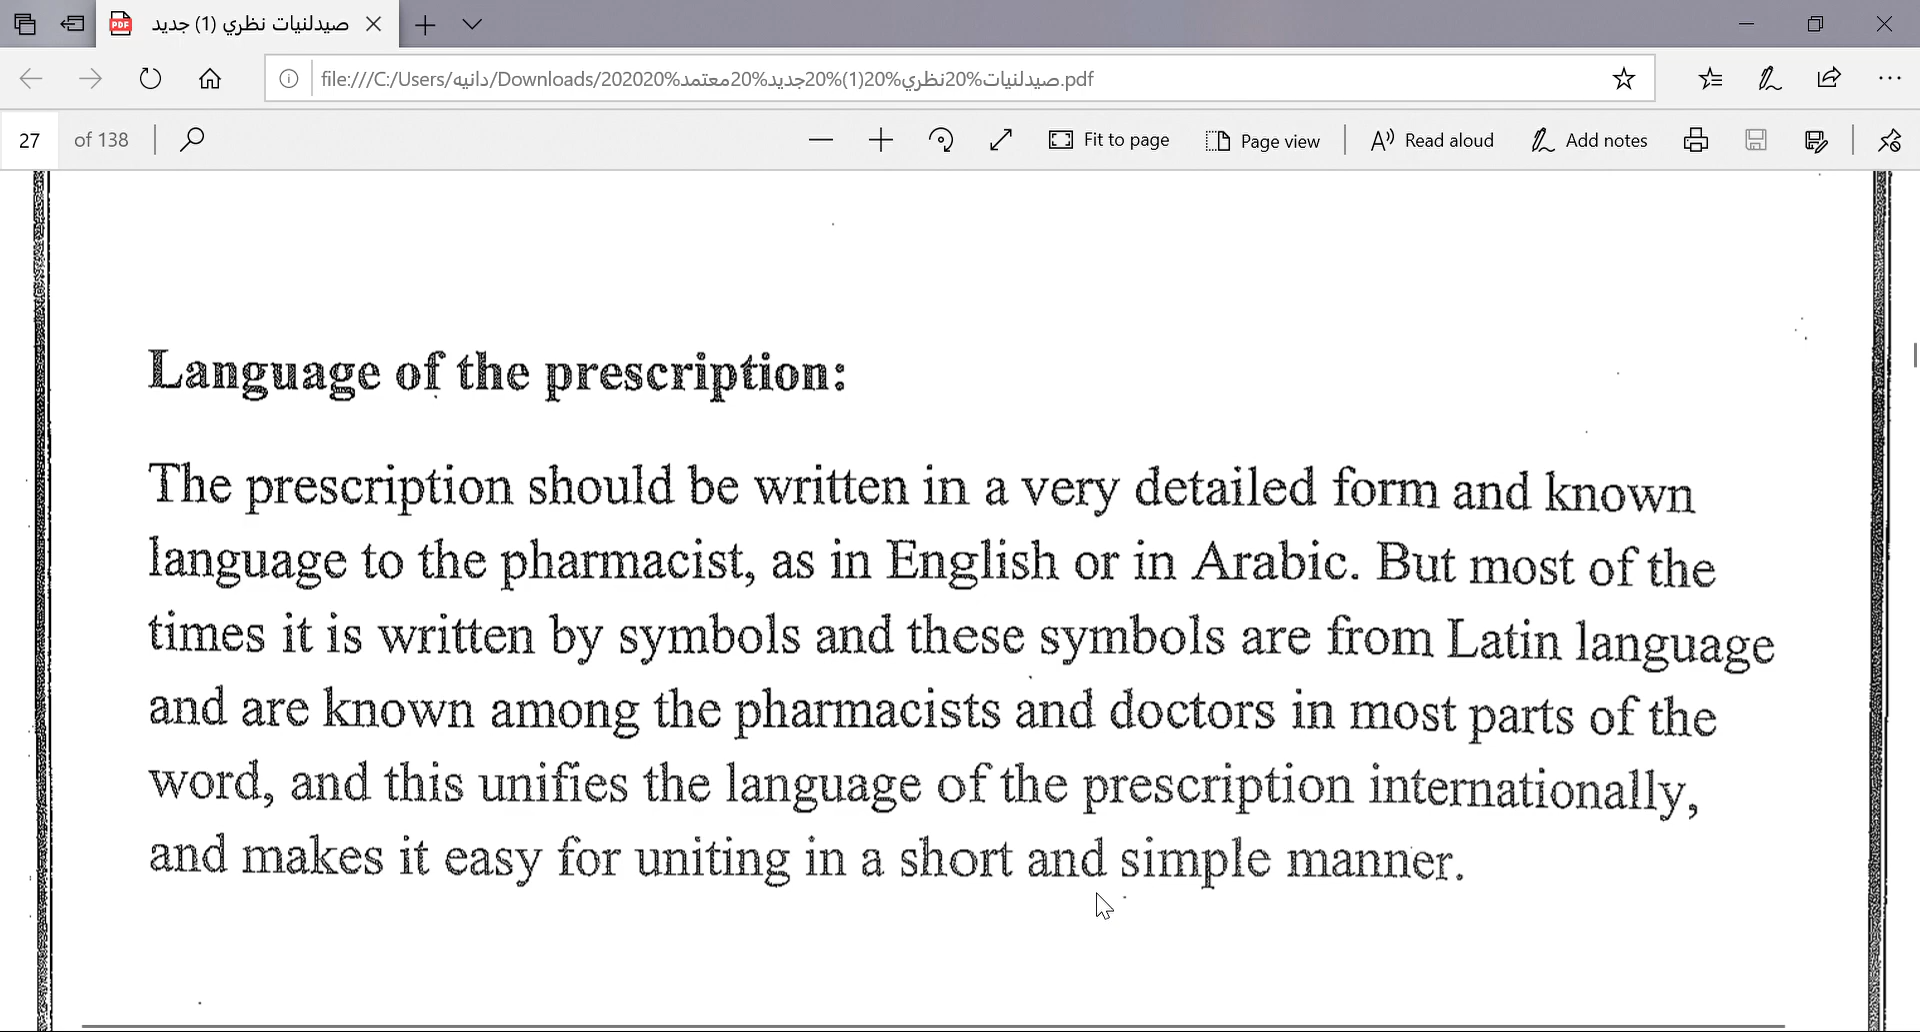 صيدلنيات نظري (1) جديد
file:///C:/Users/دانيه/Downloads/202020%معتمد20%جديد20%(1)20%نظري20%صيدلنيات.pdf
27 of 138
Fit to page
Page view
Read aloud
Add notes
Language of the prescription:
The prescription should be written in a very detailed form and known
language to the pharmacist, as in English or in Arabic. But most of the
times it is written by symbols and these symbols are from Latin language
and are known among the pharmacists and doctors in most parts of the
word, and this unifies the language of the prescription internationally,
and makes it easy for uniting in a short and simple manner.